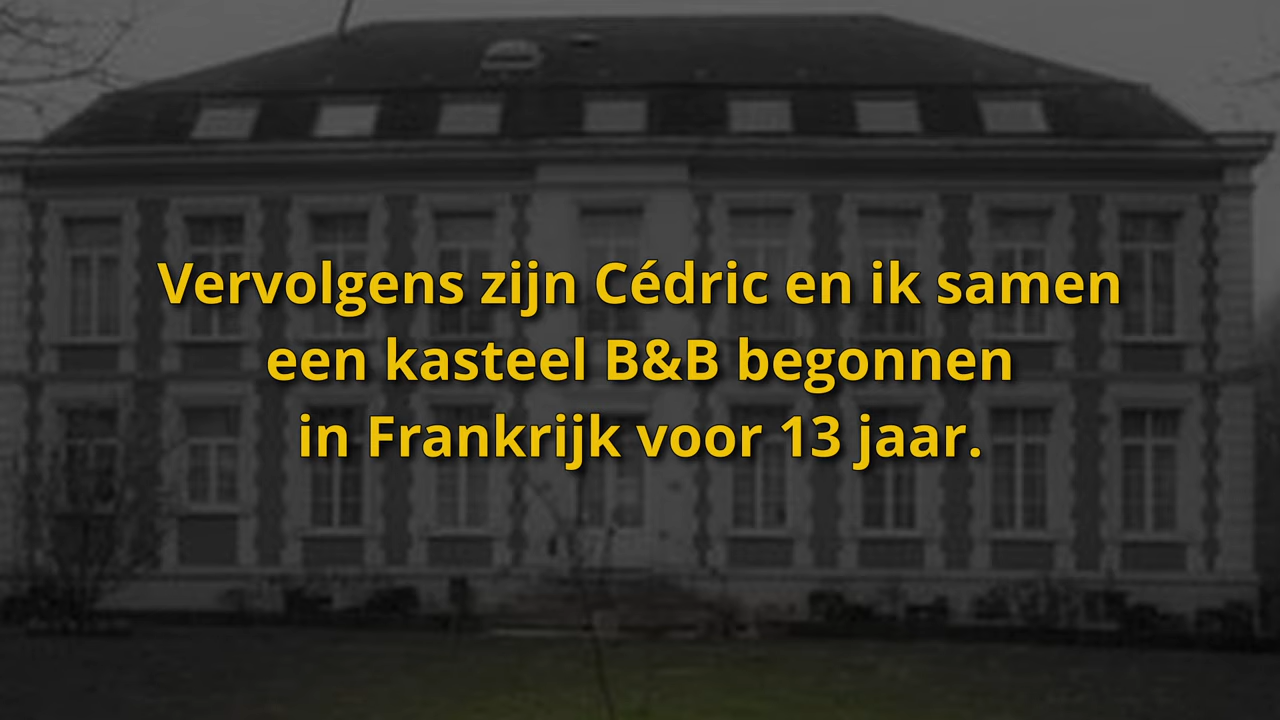 Vervolgens zijn Cédric en ik samen
een kasteel B&B begonnen
in Frankrijk voor 13 jaar.